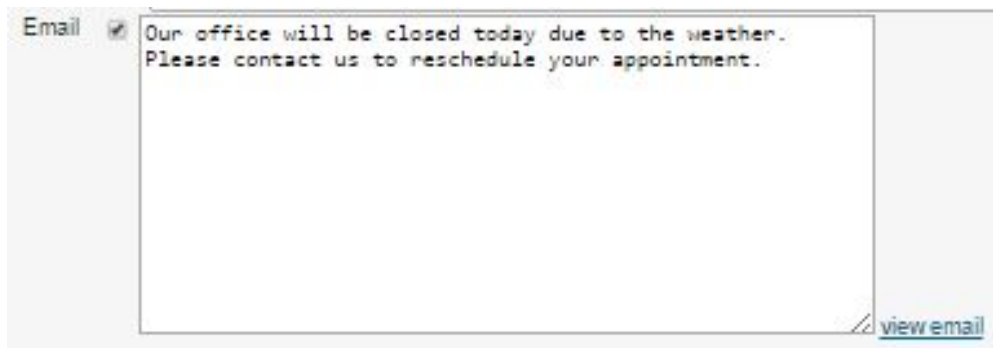 Email
Our office will be closed today due to the weather.
Please contact us to reschedule your appointment.
view email